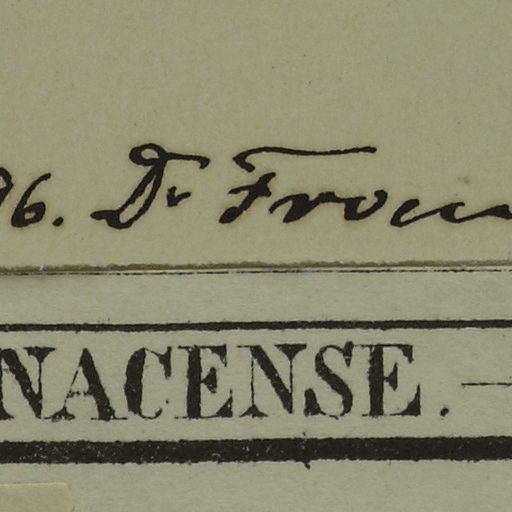 96. Dr Frou
NACENSE. —